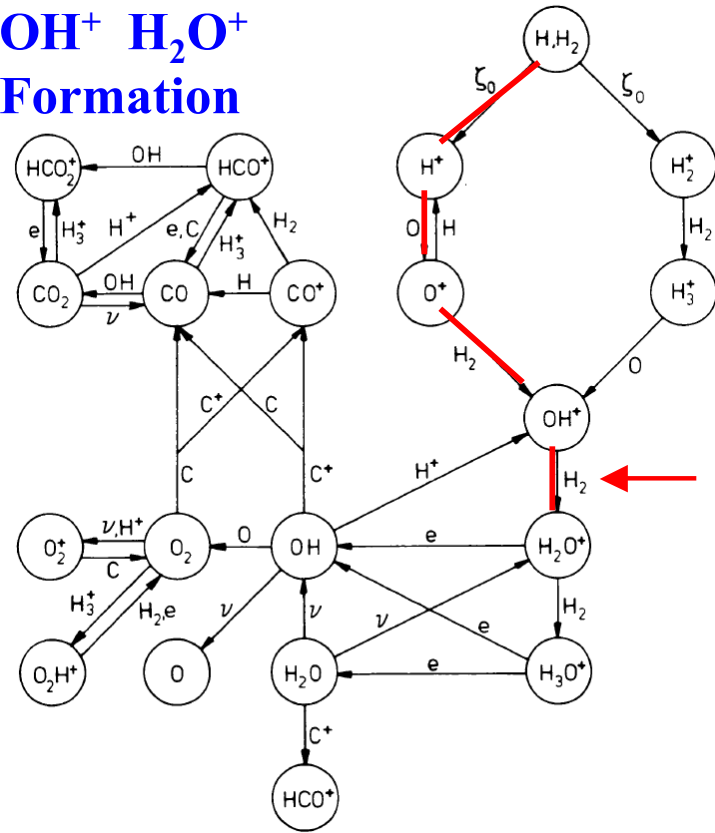 OH⁺ H₂O⁺
Formation
H,H₂
ζ₀ ζ₀
HCO₂⁺ OH HCO⁺ H⁺ H₂⁺
e H₃⁺ H⁺ e,C H₃⁺ H₂ O H H₂
CO₂ OH CO H CO⁺ O⁺ H₃⁺
ν
H₂ O
C⁺ C OH⁺
C C⁺ H⁺ H₂
O₂⁺ ν,H⁺ O₂ O OH e H₂O⁺
C
H₃⁺ H₂,e ν ν ν e H₂
O₂H⁺ O H₂O e H₃O⁺
C⁺
HCO⁺